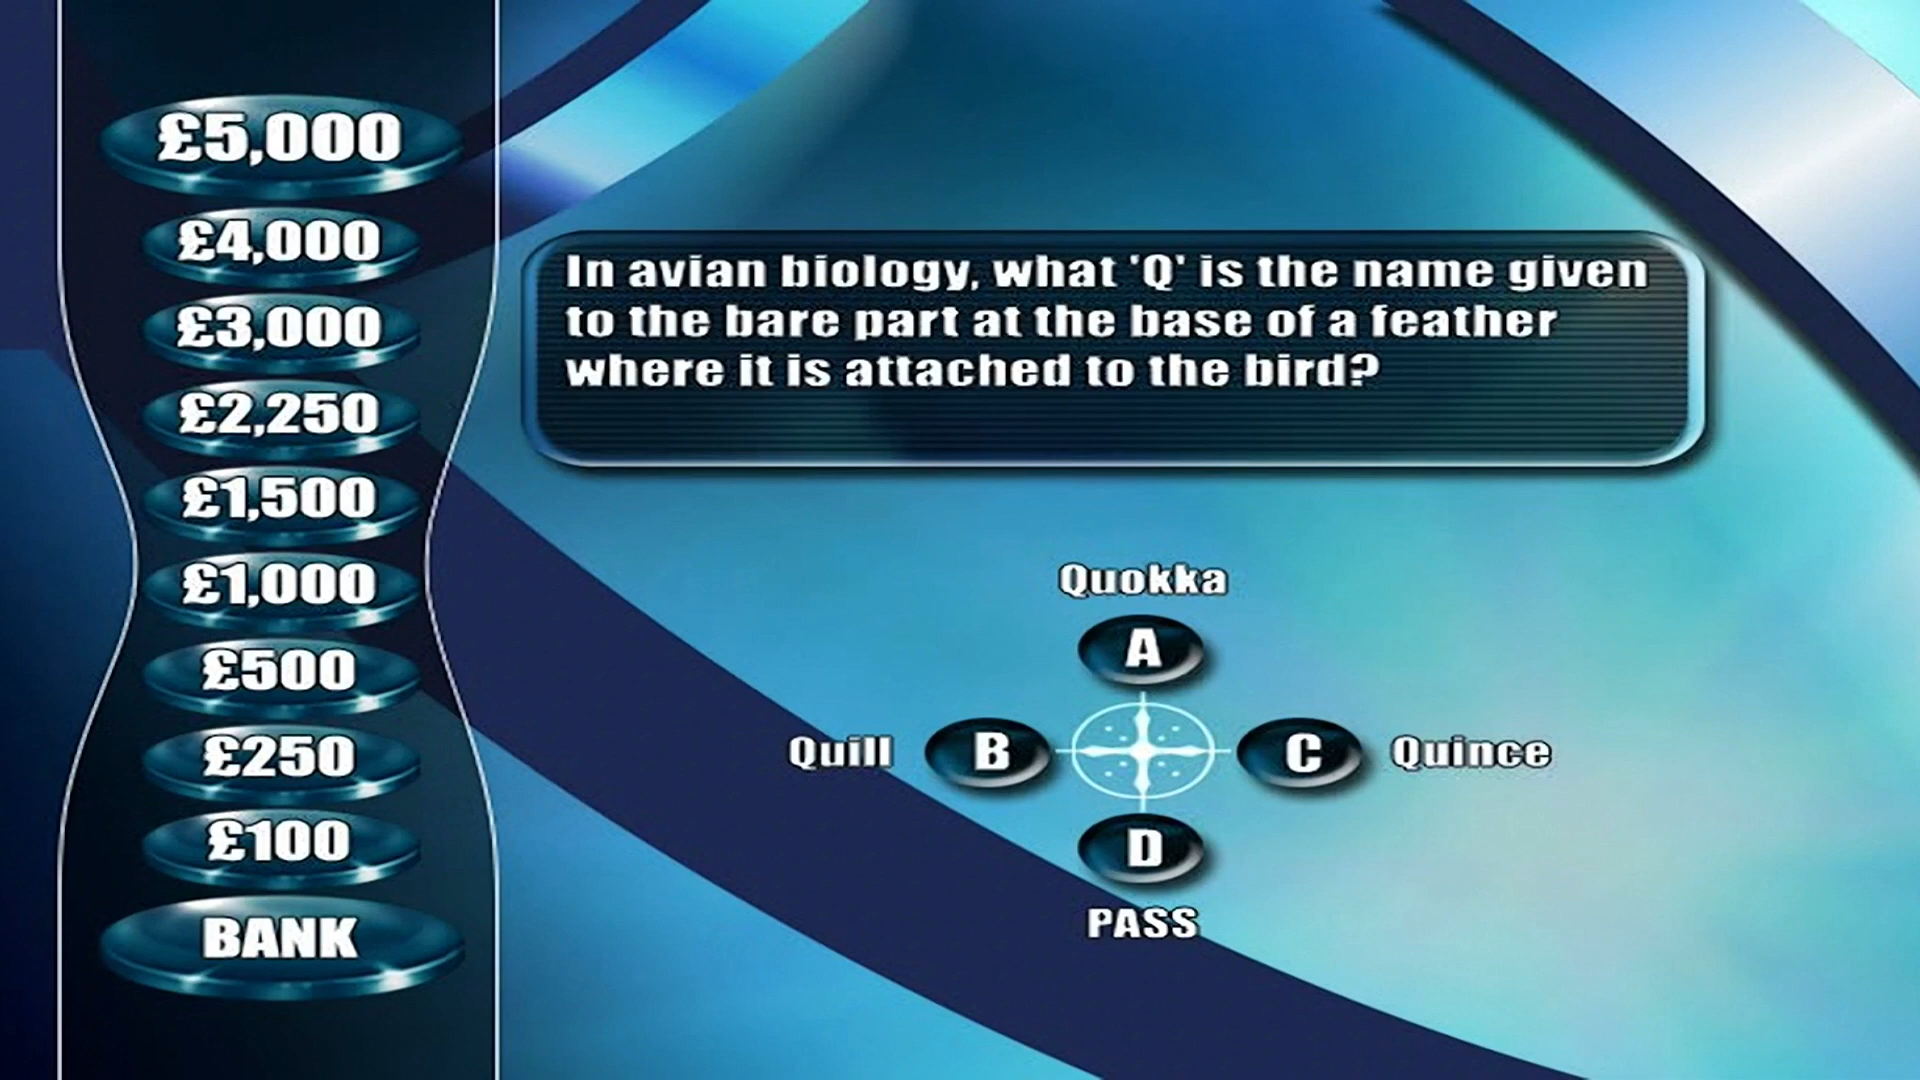 £5,000
£4,000
£3,000
£2,250
£1,500
£1,000
£500
£250
£100
BANK
In avian biology, what 'Q' is the name given
to the bare part at the base of a feather
where it is attached to the bird?
Quokka
A
Quill B C Quince
D
PASS